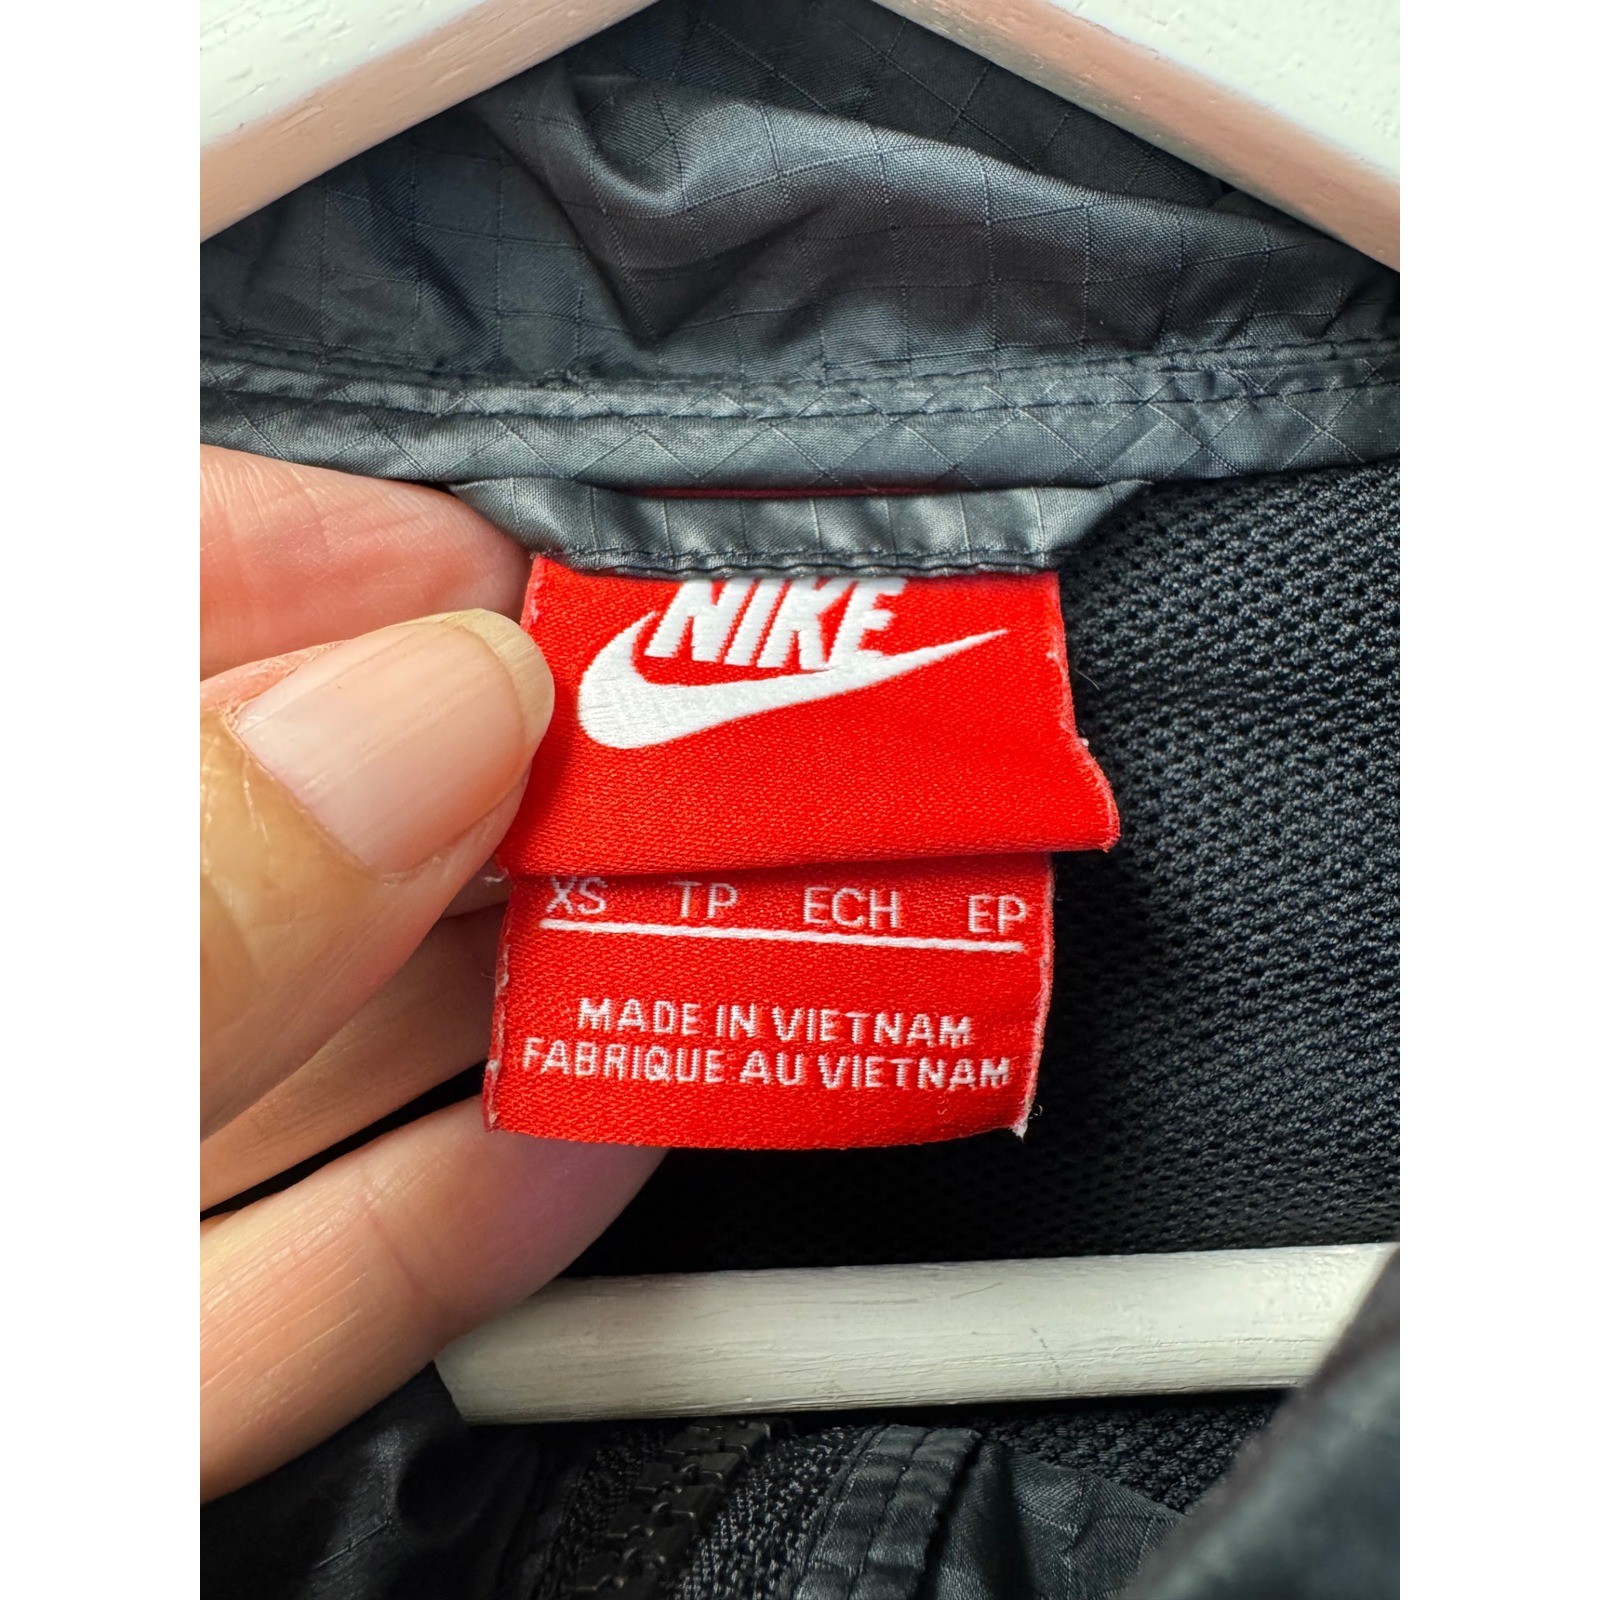 NIKE
XS TP ECH EP
MADE IN VIETNAM
FABRIQUE AU VIETNAM